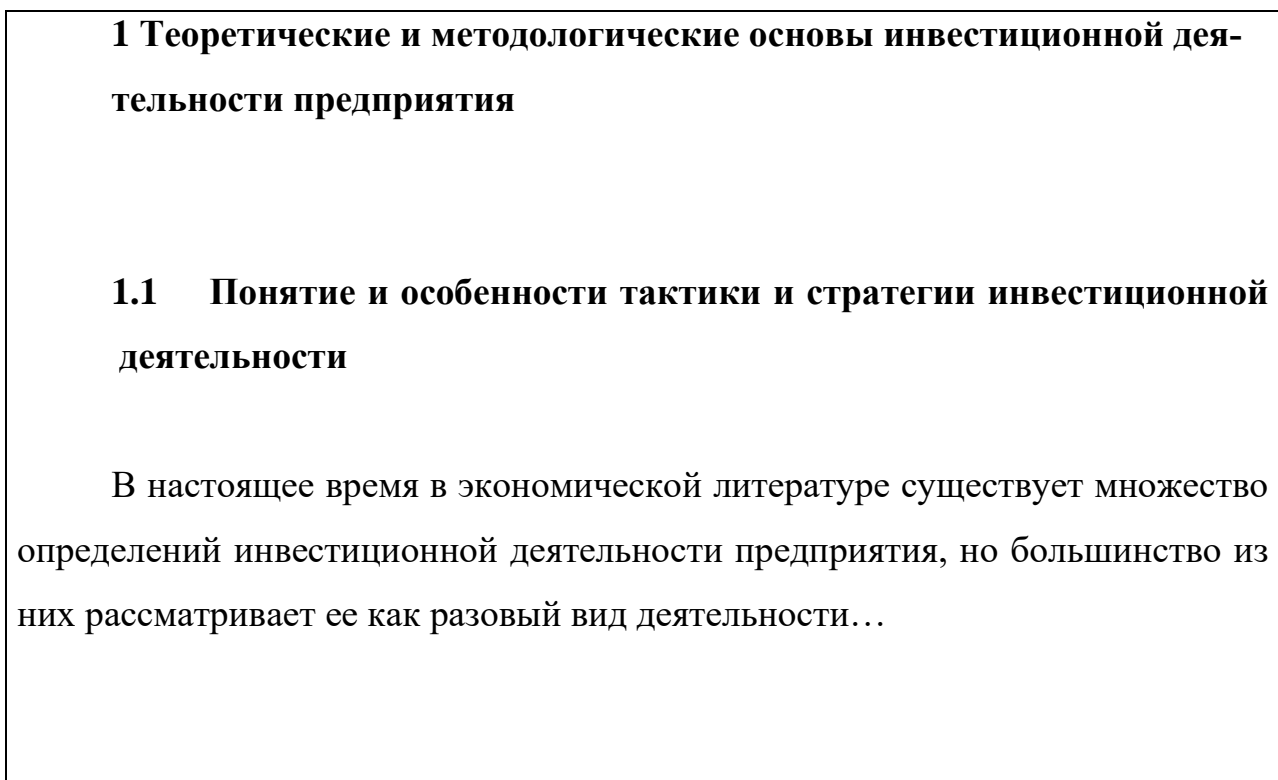 1 Теоретические и методологические основы инвестиционной дея-
тельности предприятия
1.1 Понятие и особенности тактики и стратегии инвестиционной
деятельности
В настоящее время в экономической литературе существует множество
определений инвестиционной деятельности предприятия, но большинство из
них рассматривает ее как разовый вид деятельности…